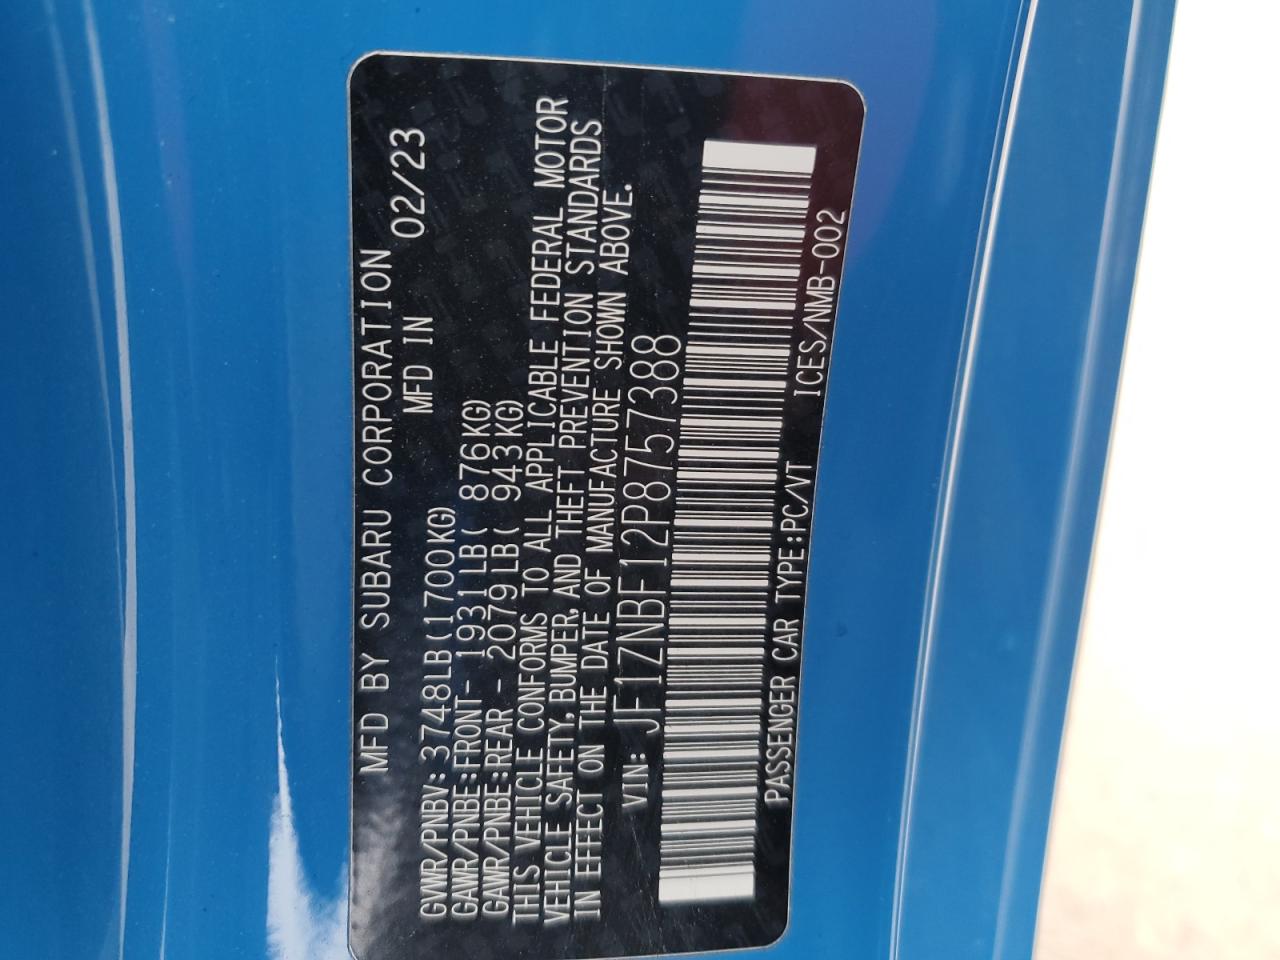 MFD BY SUBARU CORPORATION
MFD IN 02/23
GVWR/PNBV: 3748LB(1700KG)
GAWR/PNBE:FRONT- 1931LB( 876KG)
GAWR/PNBE:REAR - 2079LB( 943KG)
THIS VEHICLE CONFORMS TO ALL APPLICABLE FEDERAL MOTOR
VEHICLE SAFETY, BUMPER, AND THEFT PREVENTION STANDARDS
IN EFFECT ON THE DATE OF MANUFACTURE SHOWN ABOVE.
VIN: JF1ZNBF12P8757388
PASSENGER CAR TYPE:PC/VT ICES/NMB-002